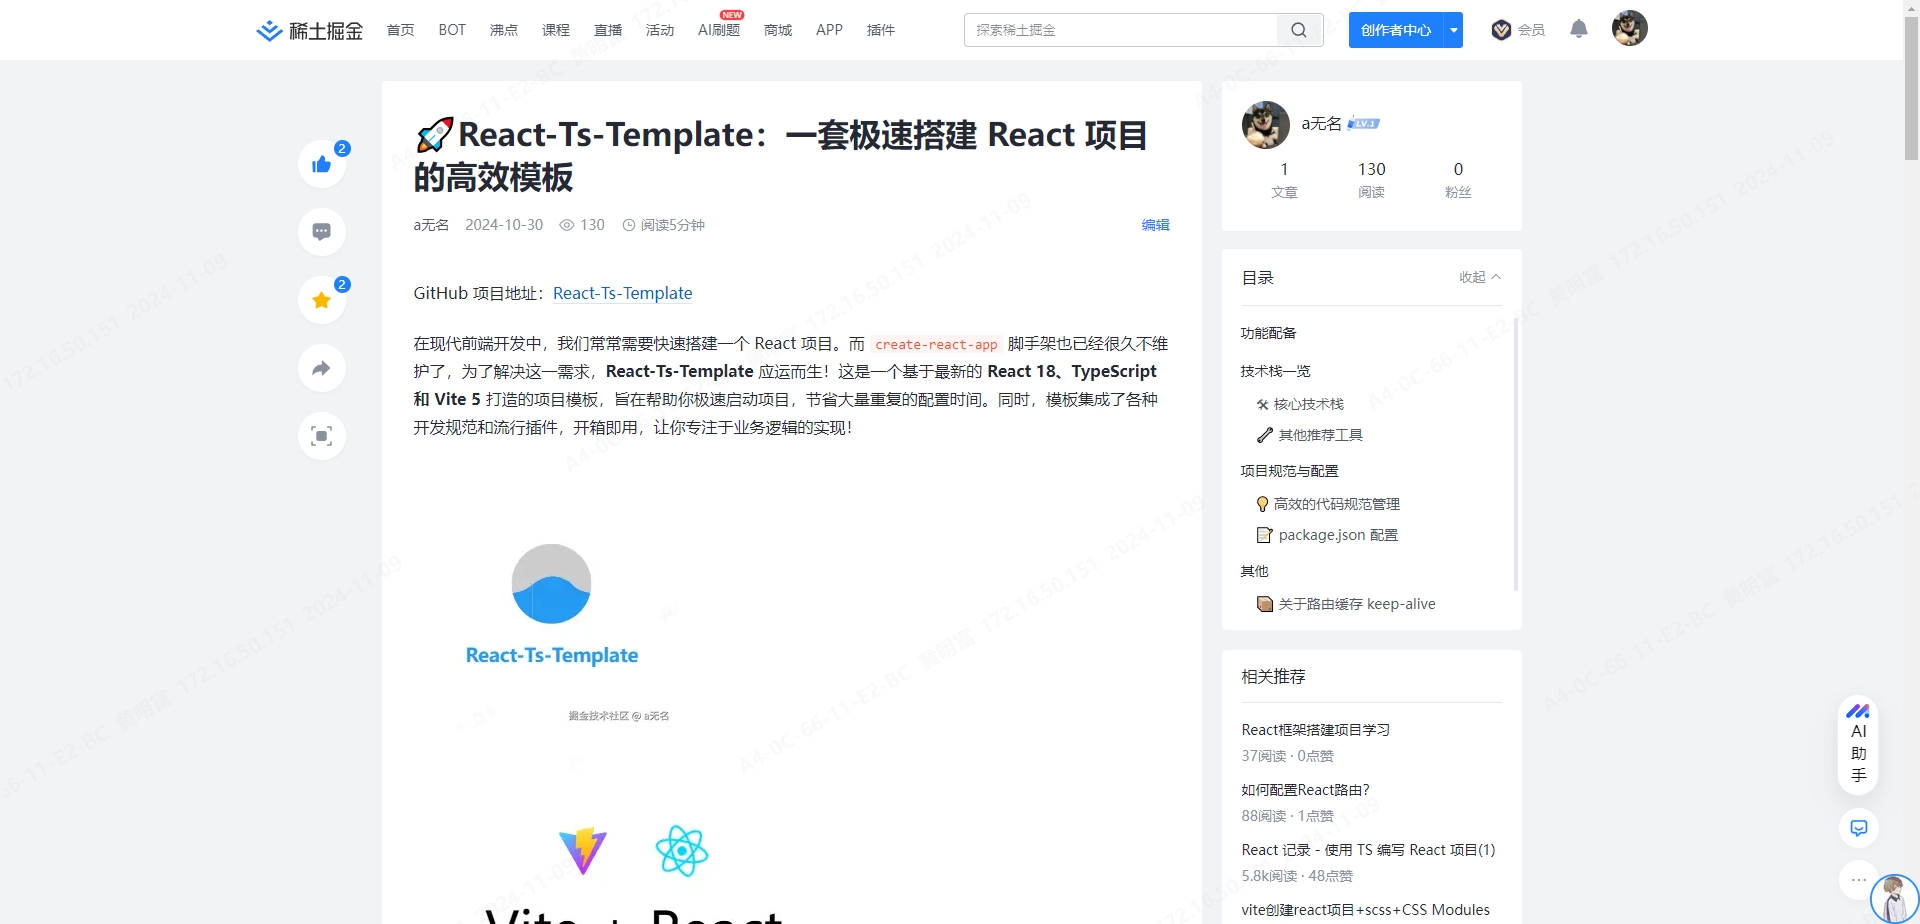 稀土掘金
首页
BOT
沸点
课程
直播
活动
AI刷题
NEW
商城
APP
插件
探索稀土掘金
创作者中心
会员
2
2
🚀React-Ts-Template：一套极速搭建 React 项目
的高效模板
a无名 2024-10-30 130 阅读5分钟 编辑
GitHub 项目地址：React-Ts-Template
在现代前端开发中，我们常常需要快速搭建一个 React 项目。而 create-react-app 脚手架也已经很久不维
护了，为了解决这一需求，React-Ts-Template 应运而生！这是一个基于最新的 React 18、TypeScript
和 Vite 5 打造的项目模板，旨在帮助你极速启动项目，节省大量重复的配置时间。同时，模板集成了各种
开发规范和流行插件，开箱即用，让你专注于业务逻辑的实现！
React-Ts-Template
掘金技术社区 @ a无名
Vite + React
a无名 LV.1
1 130 0
文章 阅读 粉丝
目录 收起
功能配备
技术栈一览
🛠 核心技术栈
🔗 其他推荐工具
项目规范与配置
💡 高效的代码规范管理
📝 package.json 配置
其他
📦 关于路由缓存 keep-alive
相关推荐
React框架搭建项目学习
37阅读 · 0点赞
如何配置React路由?
88阅读 · 1点赞
React 记录 - 使用 TS 编写 React 项目(1)
5.8k阅读 · 48点赞
vite创建react项目+scss+CSS Modules
AI
助
手
A4-0C-66-11-E2-BC 黄明富 172.16.50.151 2024-11-09